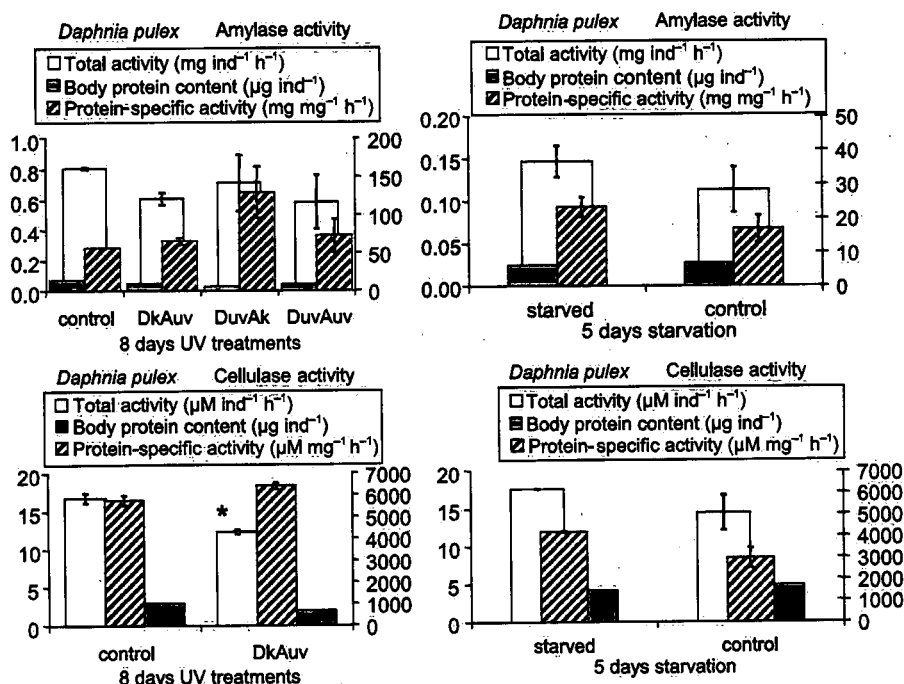 Daphnia pulex Amylase activity
Total activity (mg ind⁻¹ h⁻¹)
Body protein content (µg ind⁻¹)
Protein-specific activity (mg mg⁻¹ h⁻¹)
1.0
0.8
0.6
0.4
0.2
0.0
200
150
100
50
0
control DkAuv DuvAk DuvAuv
8 days UV treatments
Daphnia pulex Amylase activity
Total activity (mg ind⁻¹ h⁻¹)
Body protein content (µg ind⁻¹)
Protein-specific activity (mg mg⁻¹ h⁻¹)
0.20
0.15
0.10
0.05
0.00
50
40
30
20
10
0
starved control
5 days starvation
Daphnia pulex Cellulase activity
Total activity (µM ind⁻¹ h⁻¹)
Body protein content (µg ind⁻¹)
Protein-specific activity (µM mg⁻¹ h⁻¹)
20
15
10
5
0
*
7000
6000
5000
4000
3000
2000
1000
0
control DkAuv
8 days UV treatments
Daphnia pulex Cellulase activity
Total activity (µM ind⁻¹ h⁻¹)
Body protein content (µg ind⁻¹)
Protein-specific activity (µM mg⁻¹ h⁻¹)
20
15
10
5
0
7000
6000
5000
4000
3000
2000
1000
0
starved control
5 days starvation